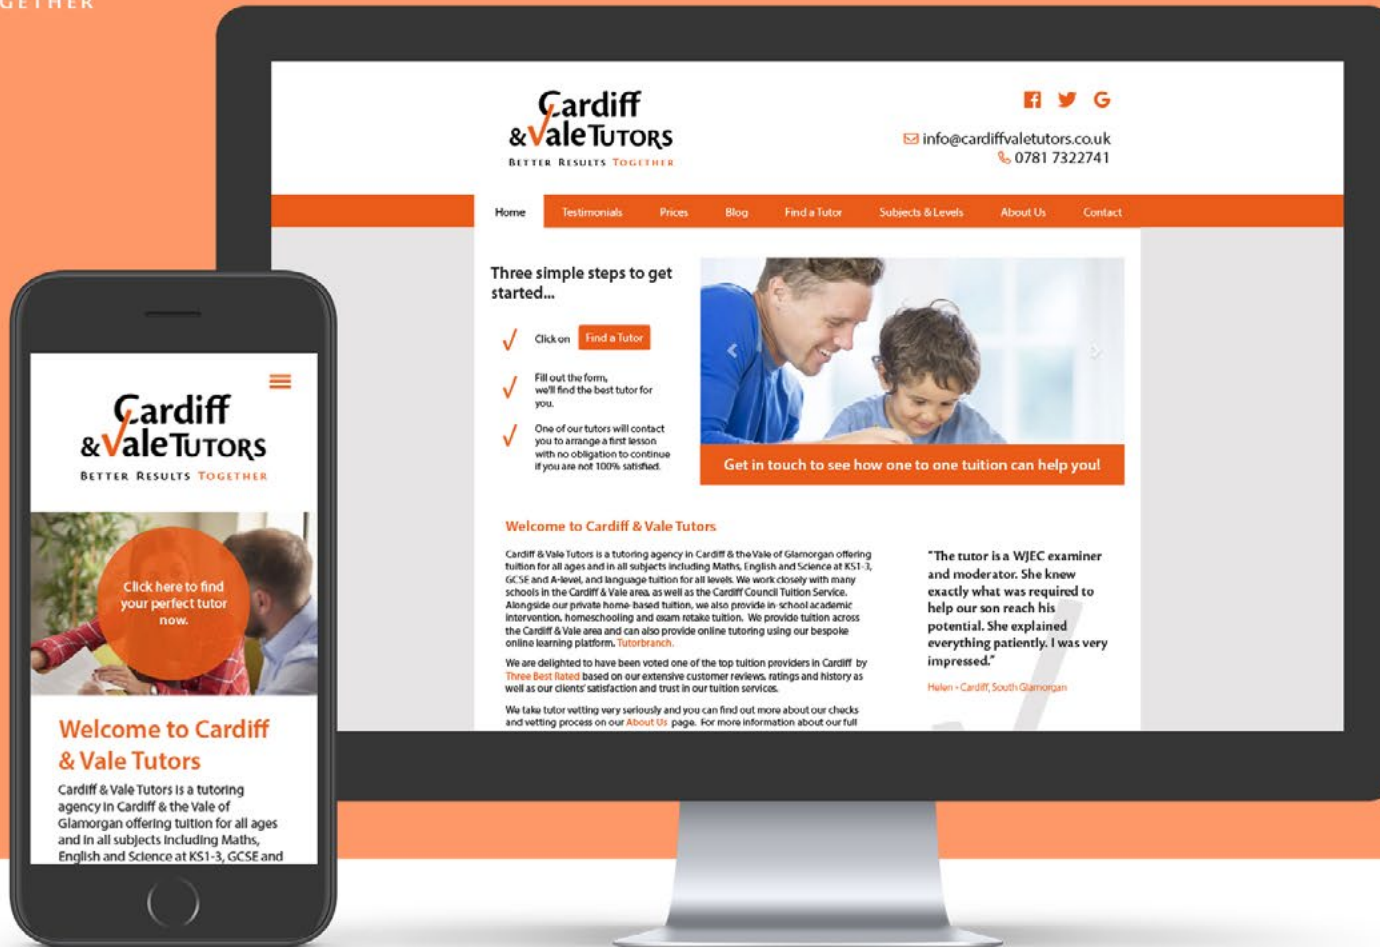 GETHER
Cardiff
& Vale TUTORS
BETTER RESULTS TOGETHER
info@cardiffvaletutors.co.uk
0781 7322741
Home Testimonials Prices Blog Find a Tutor Subjects & Levels About Us Contact
Three simple steps to get
started...
Click on Find a Tutor
Fill out the form,
we'll find the best tutor for
you.
One of our tutors will contact
you to arrange a first lesson
with no obligation to continue
if you are not 100% satisfied.
Get in touch to see how one to one tuition can help you!
Welcome to Cardiff & Vale Tutors
Cardiff & Vale Tutors is a tutoring agency in Cardiff & the Vale of Glamorgan offering
tuition for all ages and in all subjects including Maths, English and Science at KS1-3,
GCSE and A-level, and language tuition for all levels. We work closely with many
schools in the Cardiff & Vale area, as well as the Cardiff Council Tuition Service.
Alongside our private home-based tuition, we also provide in-school academic
intervention, homeschooling and exam retake tuition. We provide tuition across
the Cardiff & Vale area and can also provide online tutoring using our bespoke
online learning platform, Tutorbranch.
We are delighted to have been voted one of the top tuition providers in Cardiff by
Three Best Rated based on our extensive customer reviews, ratings and history as
well as our clients' satisfaction and trust in our tuition services.
We take tutor vetting very seriously and you can find out more about our checks
and vetting process on our About Us page. For more information about our full
"The tutor is a WJEC examiner
and moderator. She knew
exactly what was required to
help our son reach his
potential. She explained
everything patiently. I was very
impressed."
Helen - Cardiff, South Glamorgan
Cardiff
& Vale TUTORS
BETTER RESULTS TOGETHER
Click here to find
your perfect tutor
now.
Welcome to Cardiff
& Vale Tutors
Cardiff & Vale Tutors is a tutoring
agency in Cardiff & the Vale of
Glamorgan offering tuition for all ages
and in all subjects including Maths,
English and Science at KS1-3, GCSE and